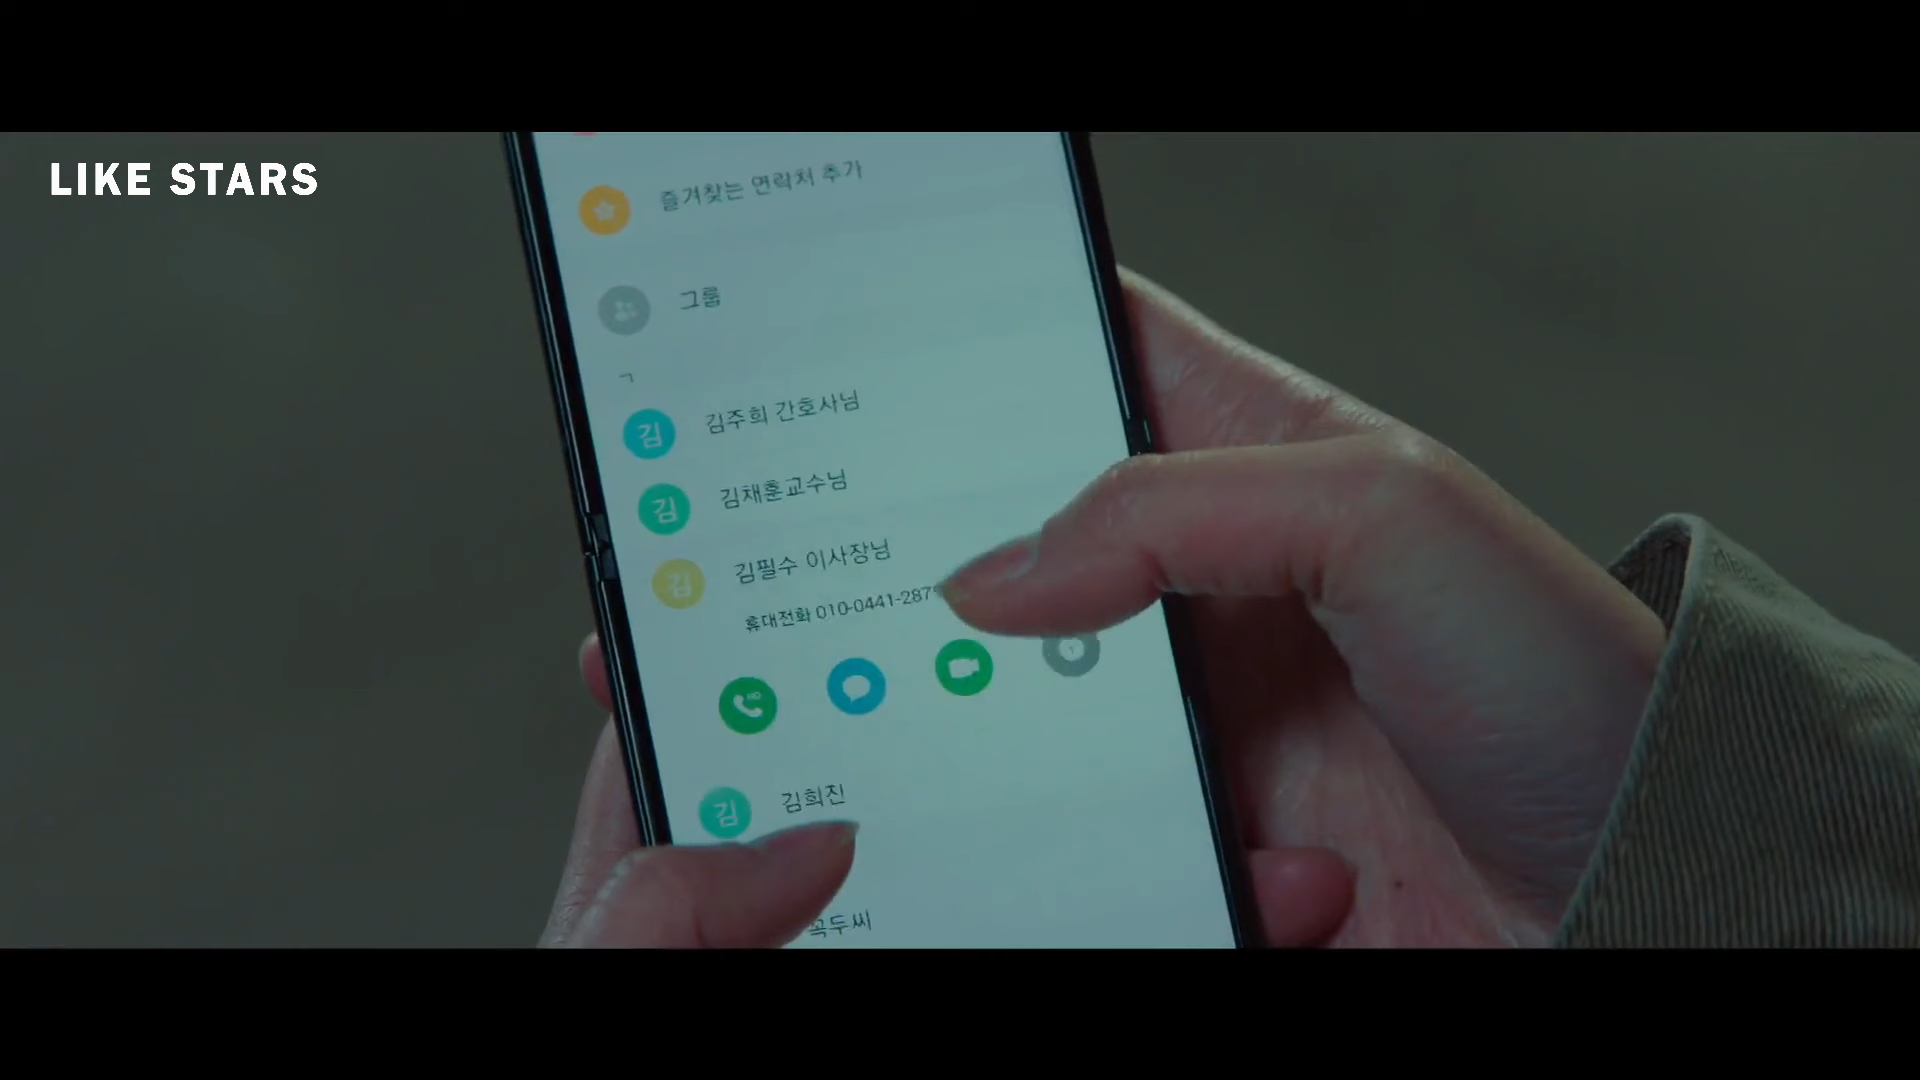 LIKE STARS
즐겨찾는 연락처 추가
그룹
ㄱ
김 김주희 간호사님
김 김채훈교수님
김 김필수 이사장님
휴대전화 010-0441-287
HD
김 김희진
꼭두씨